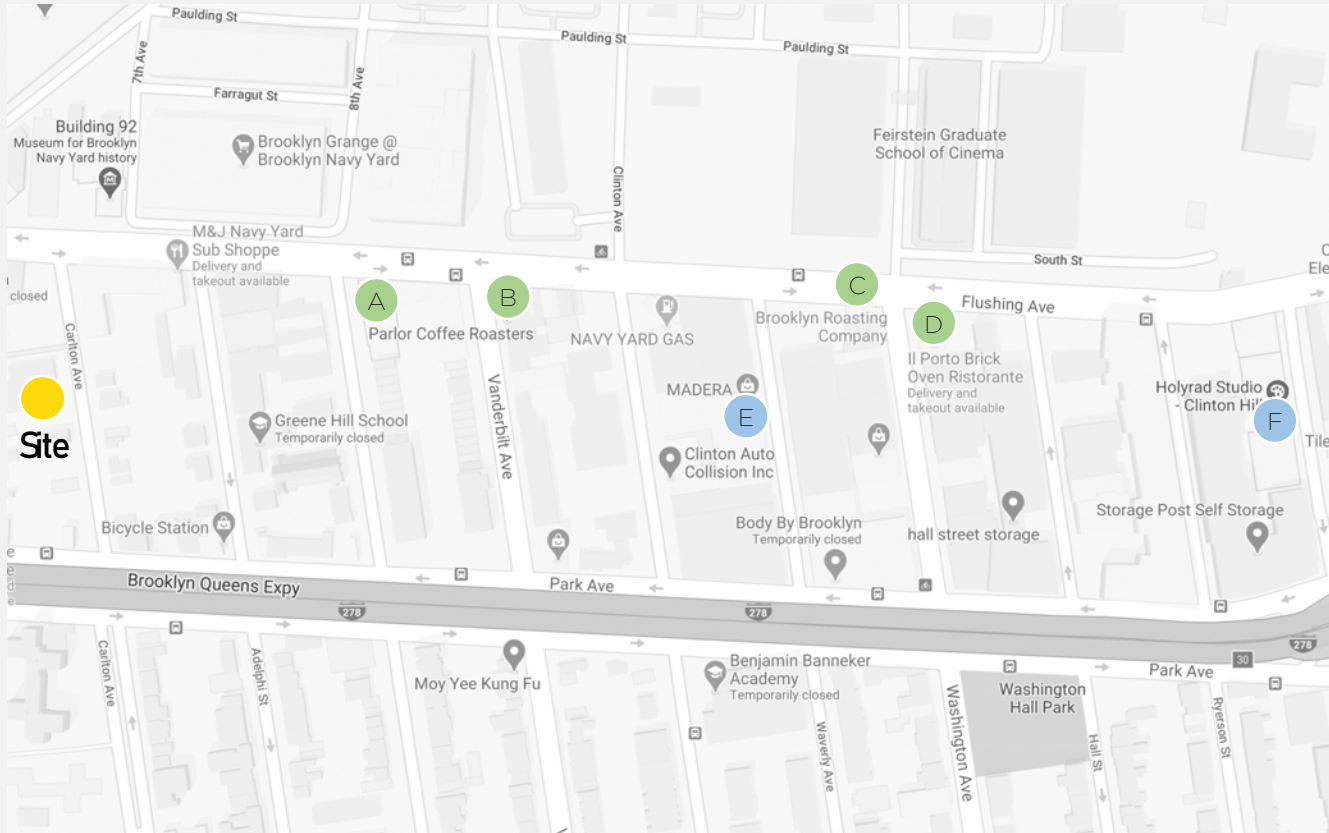 Paulding St
Paulding St
Paulding St
7th Ave
8th Ave
Farragut St
Building 92
Museum for Brooklyn
Navy Yard history
Brooklyn Grange @
Brooklyn Navy Yard
Feirstein Graduate
School of Cinema
Clinton Ave
M&J Navy Yard
Sub Shoppe
Delivery and
takeout available
South St
closed
A
B
C
D
Flushing Ave
Parlor Coffee Roasters
NAVY YARD GAS
Brooklyn Roasting
Company
Il Porto Brick
Oven Ristorante
Delivery and
takeout available
Carlton Ave
Site
Vanderbilt Ave
MADERA
E
Holyrad Studio
- Clinton Hill
F
Tile
Greene Hill School
Temporarily closed
Clinton Auto
Collision Inc
Bicycle Station
Body By Brooklyn
Temporarily closed
hall street storage
Storage Post Self Storage
Brooklyn Queens Expy
Park Ave
278
278
278
30
Carlton Ave
Adelphi St
Moy Yee Kung Fu
Benjamin Banneker
Academy
Temporarily closed
Waverly Ave
Washington Ave
Washington
Hall Park
Hall St
Park Ave
Ryerson St